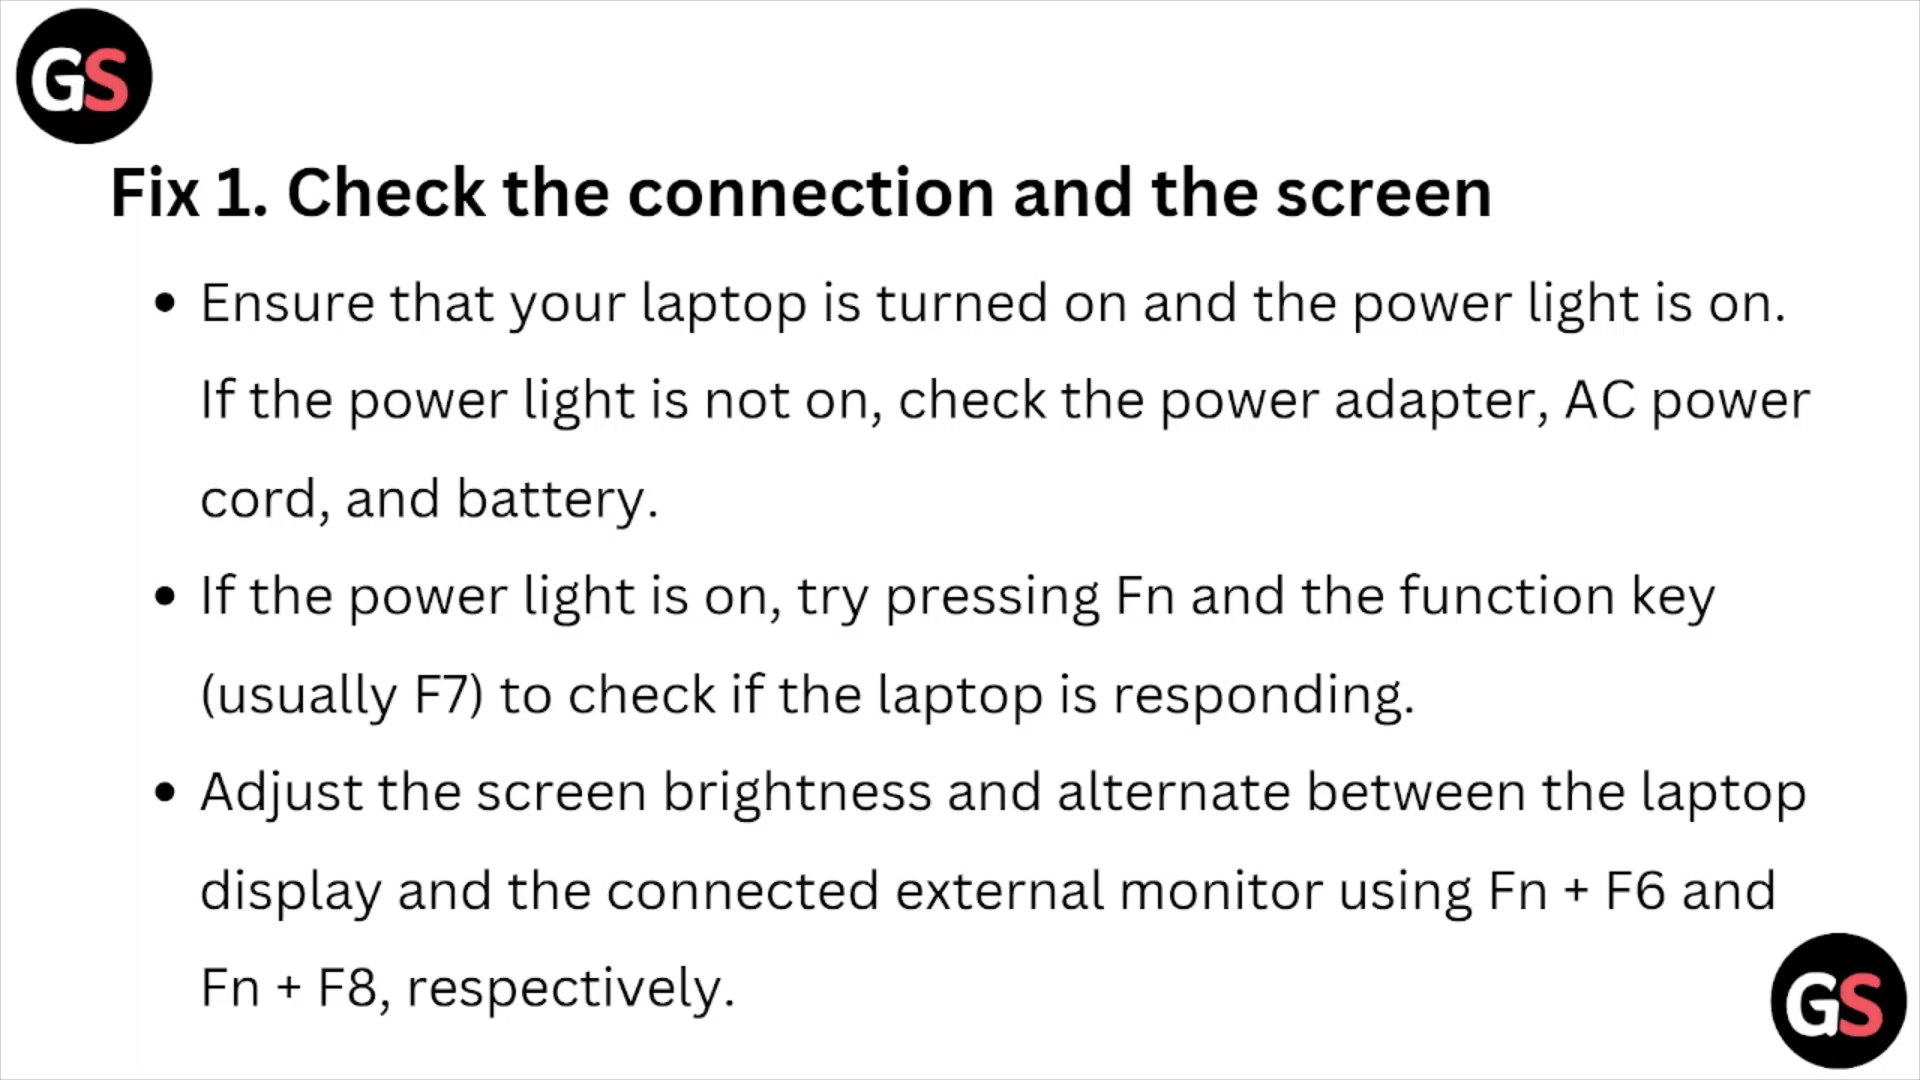 GS
Fix 1. Check the connection and the screen
• Ensure that your laptop is turned on and the power light is on.
If the power light is not on, check the power adapter, AC power
cord, and battery.
• If the power light is on, try pressing Fn and the function key
(usually F7) to check if the laptop is responding.
• Adjust the screen brightness and alternate between the laptop
display and the connected external monitor using Fn + F6 and
Fn + F8, respectively.
GS